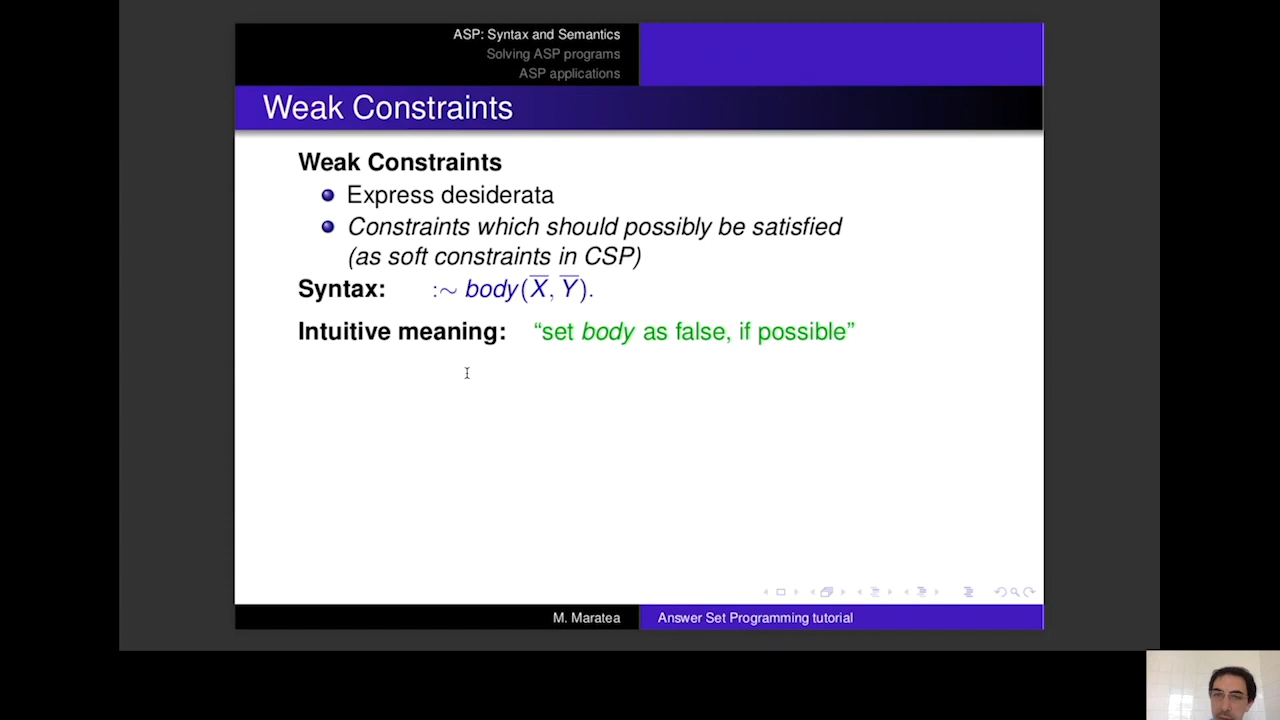 ASP: Syntax and Semantics
Solving ASP programs
ASP applications
Weak Constraints
Weak Constraints
Express desiderata
Constraints which should possibly be satisfied
(as soft constraints in CSP)
Syntax: :∼ body(X̅, Y̅).
Intuitive meaning: “set body as false, if possible”
M. Maratea Answer Set Programming tutorial